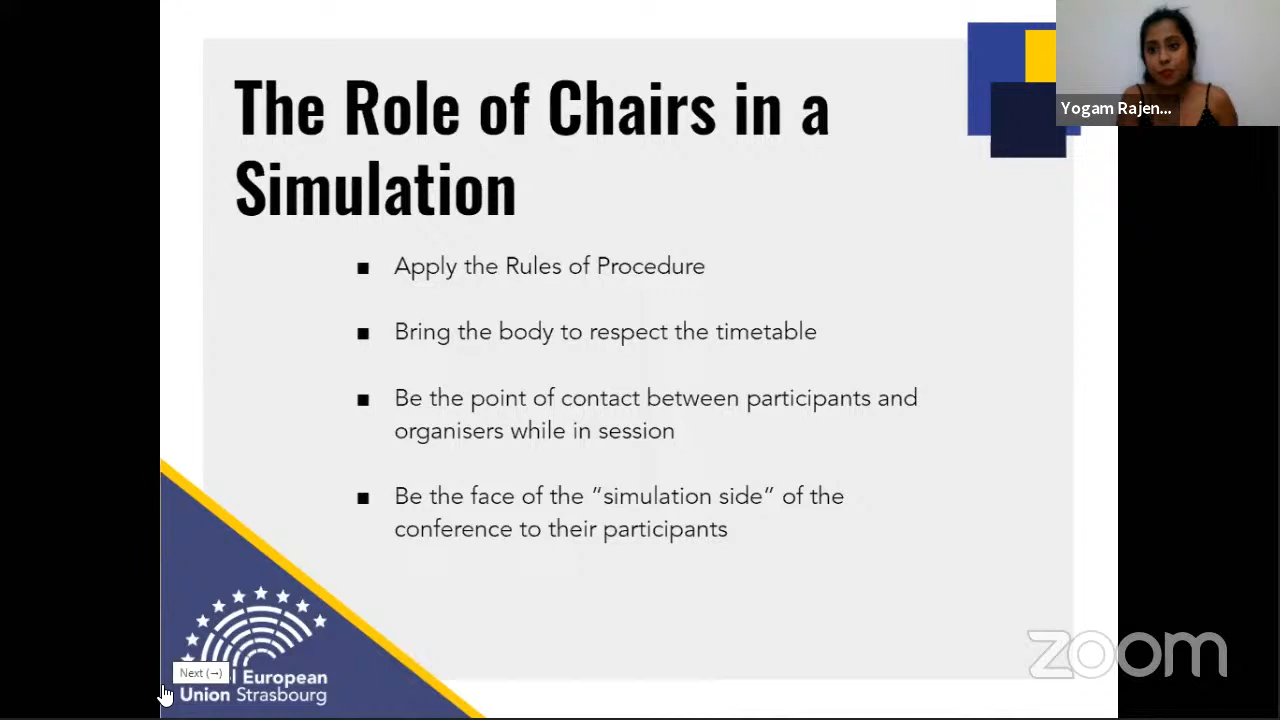 The Role of Chairs in a
Simulation
Yogam Rajen...
■ Apply the Rules of Procedure
■ Bring the body to respect the timetable
■ Be the point of contact between participants and
organisers while in session
■ Be the face of the “simulation side” of the
conference to their participants
Next (→)
European
Union Strasbourg
zoom